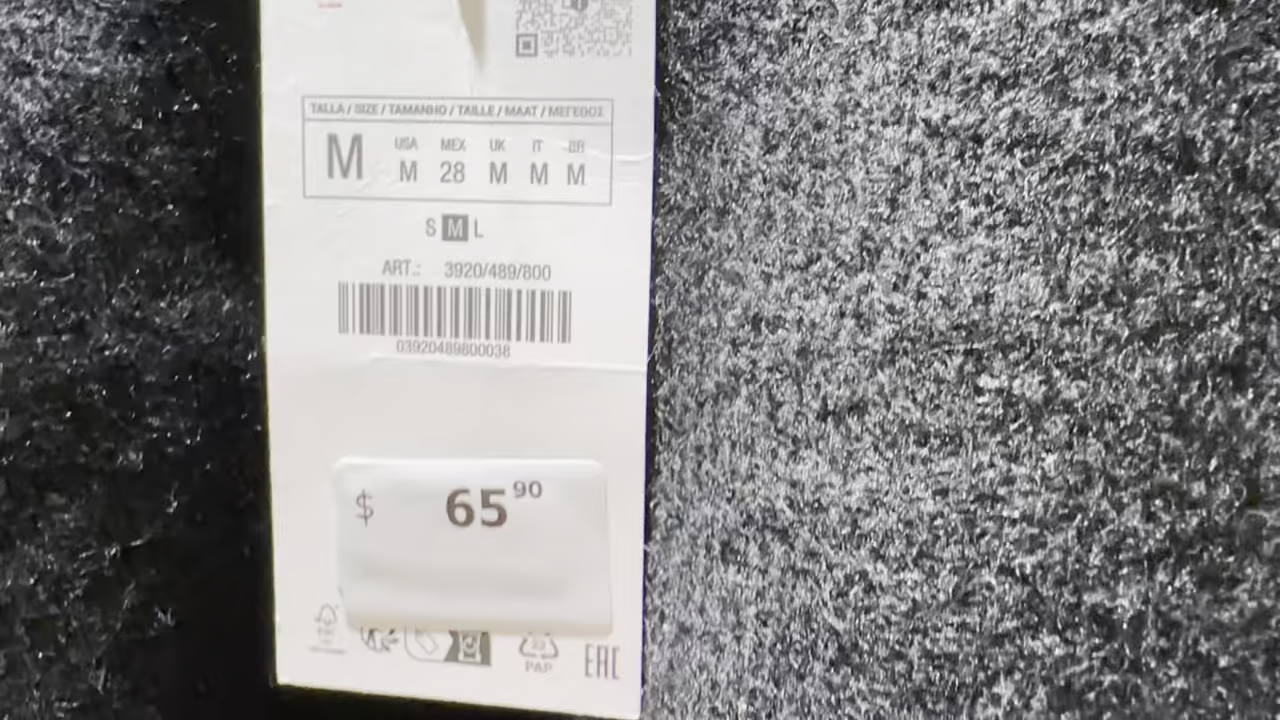 TALLA / SIZE / TAMANHO / TAILLE / MAAT / ΜΕΓΕΘΟΣ
M
USA MEX UK IT BR
M 28 M M M
S M L
ART.: 3920/489/800
03920489800038
$ 65 90
PAP
EAC